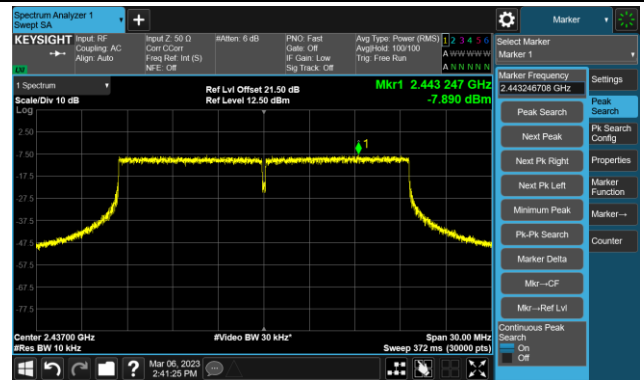 Spectrum Analyzer 1
Swept SA
+
Marker
KEYSIGHT
Input: RF
Coupling: AC
Align: Auto
Input Z: 50 Ω
Corr CCorr
Freq Ref: Int (S)
NFE: Off
#Atten: 6 dB
PNO: Fast
Gate: Off
IF Gain: Low
Sig Track: Off
Avg Type: Power (RMS)
Avg|Hold: 100/100
Trig: Free Run
1 2 3 4 5 6
A W W W W W
A N N N N N
Select Marker
Marker 1
1 Spectrum
Scale/Div 10 dB
Log
Ref Lvl Offset 21.50 dB
Ref Level 12.50 dBm
Mkr1 2.443 247 GHz
-7.890 dBm
Marker Frequency
2.443246708 GHz
Settings
Peak Search
Next Peak
Next Pk Right
Next Pk Left
Minimum Peak
Pk-Pk Search
Marker Delta
Mkr→CF
Mkr→Ref Lvl
Continuous Peak
Search
On
Off
Peak
Search
Pk Search
Config
Properties
Marker
Function
Marker→
Counter
2.50
-7.50
-17.5
-27.5
-37.5
-47.5
-57.5
-67.5
-77.5
1
Center 2.43700 GHz
#Res BW 10 kHz
#Video BW 30 kHz*
Span 30.00 MHz
Sweep 372 ms (30000 pts)
?
Mar 06, 2023
2:41:25 PM